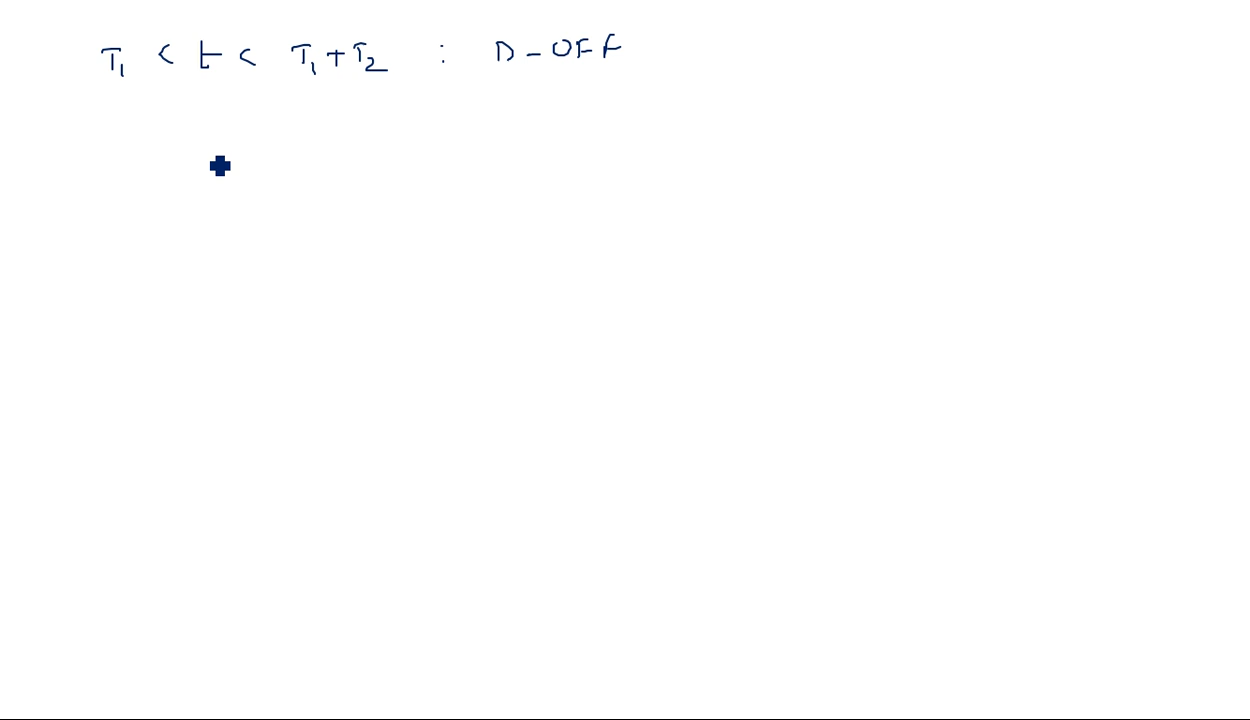 T₁ < t < T₁+T₂ : D-OFF